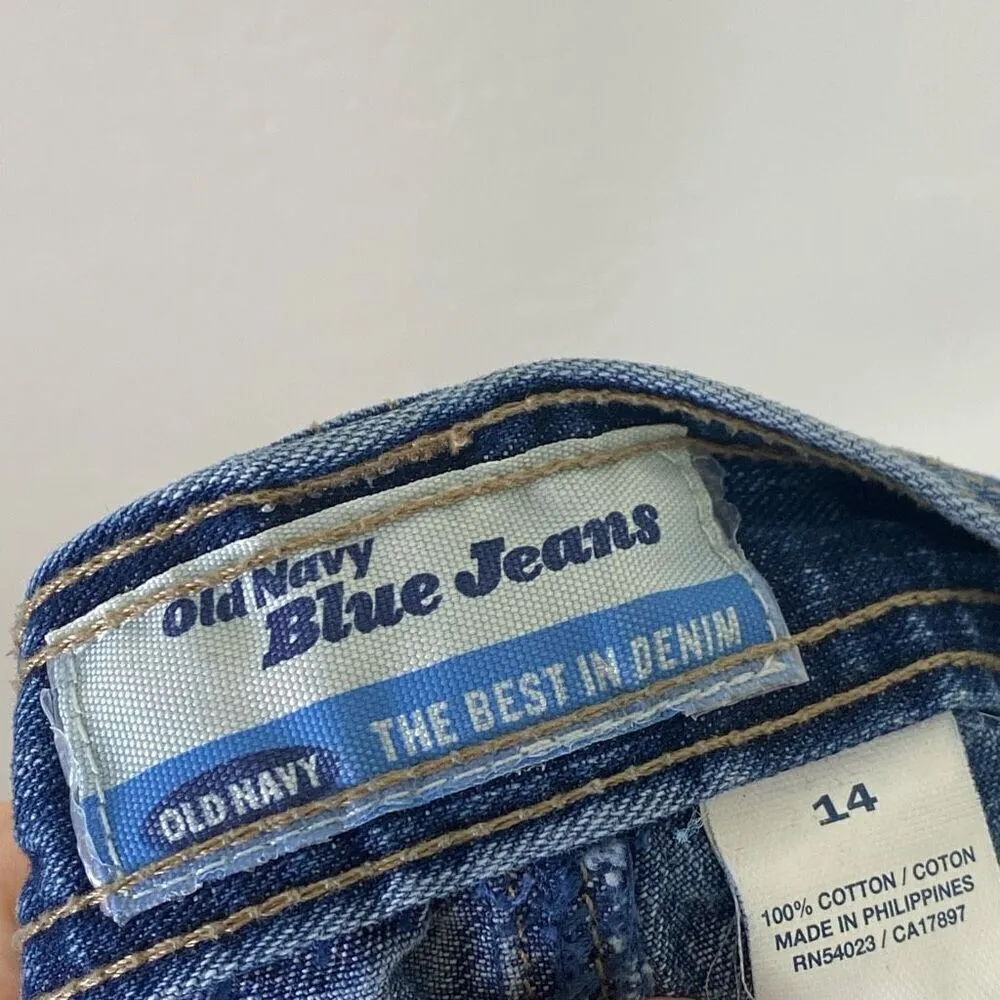 Old Navy
Blue Jeans
THE BEST IN DENIM
OLD NAVY
14
100% COTTON / COTON
MADE IN PHILIPPINES
RN54023 / CA17897